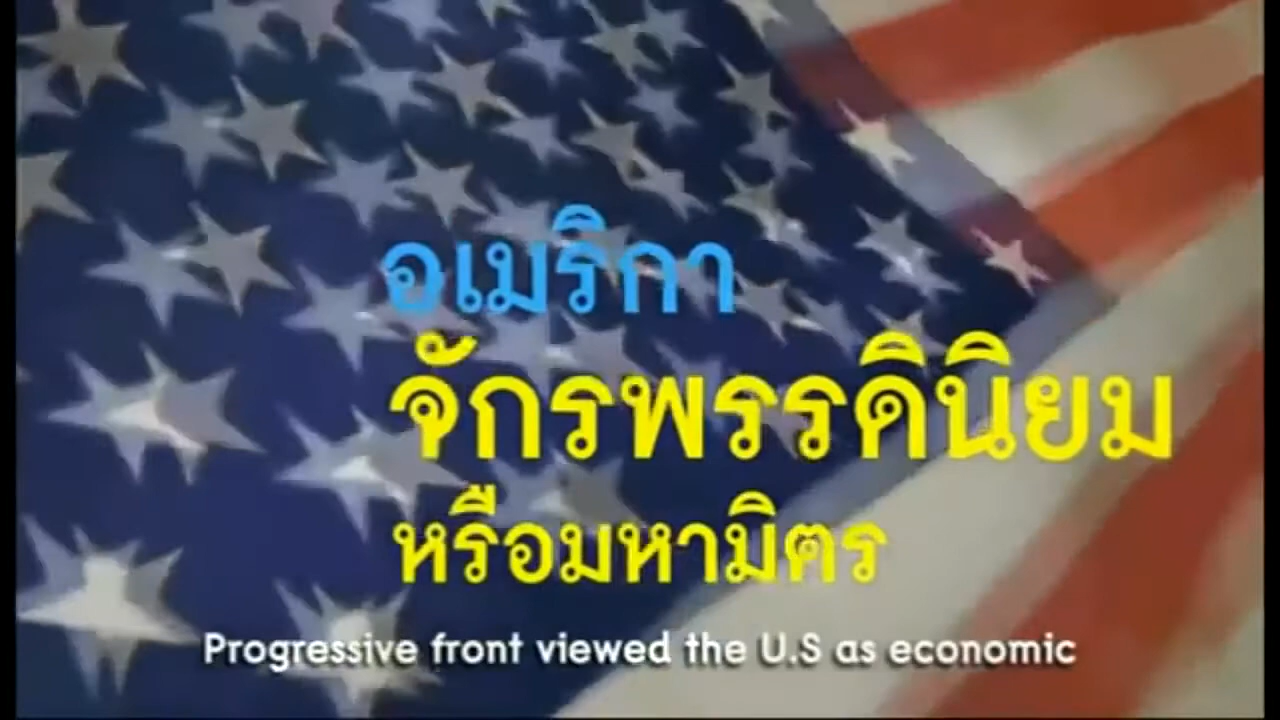 อเมริกา
จักรพรรดินิยม
หรือมหามิตร
Progressive front viewed the U.S as economic